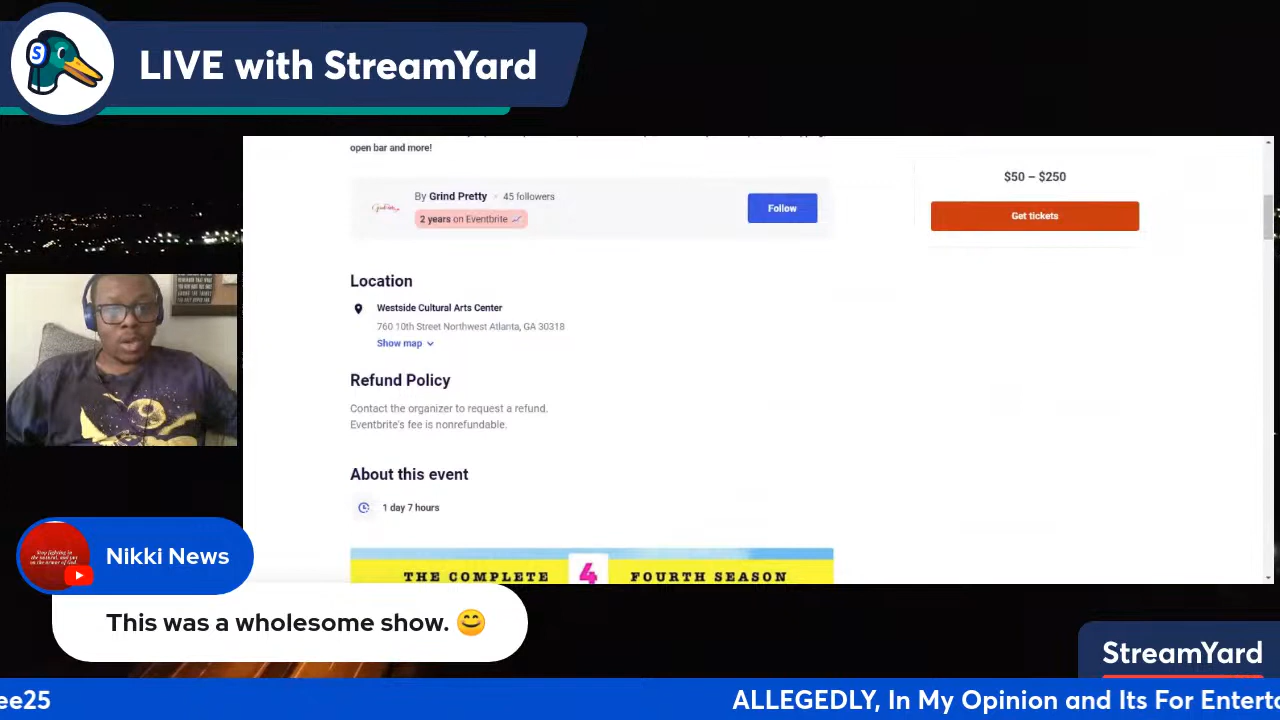 LIVE with StreamYard
open bar and more!
By Grind Pretty • 45 followers
2 years on Eventbrite
Follow
$50 – $250
Get tickets
Location
Westside Cultural Arts Center
760 10th Street Northwest Atlanta, GA 30318
Show map
Refund Policy
Contact the organizer to request a refund.
Eventbrite's fee is nonrefundable.
About this event
1 day 7 hours
THE COMPLETE 4 FOURTH SEASON
Nikki News
This was a wholesome show. 😊
StreamYard
ee25
ALLEGEDLY, In My Opinion and Its For Enterta